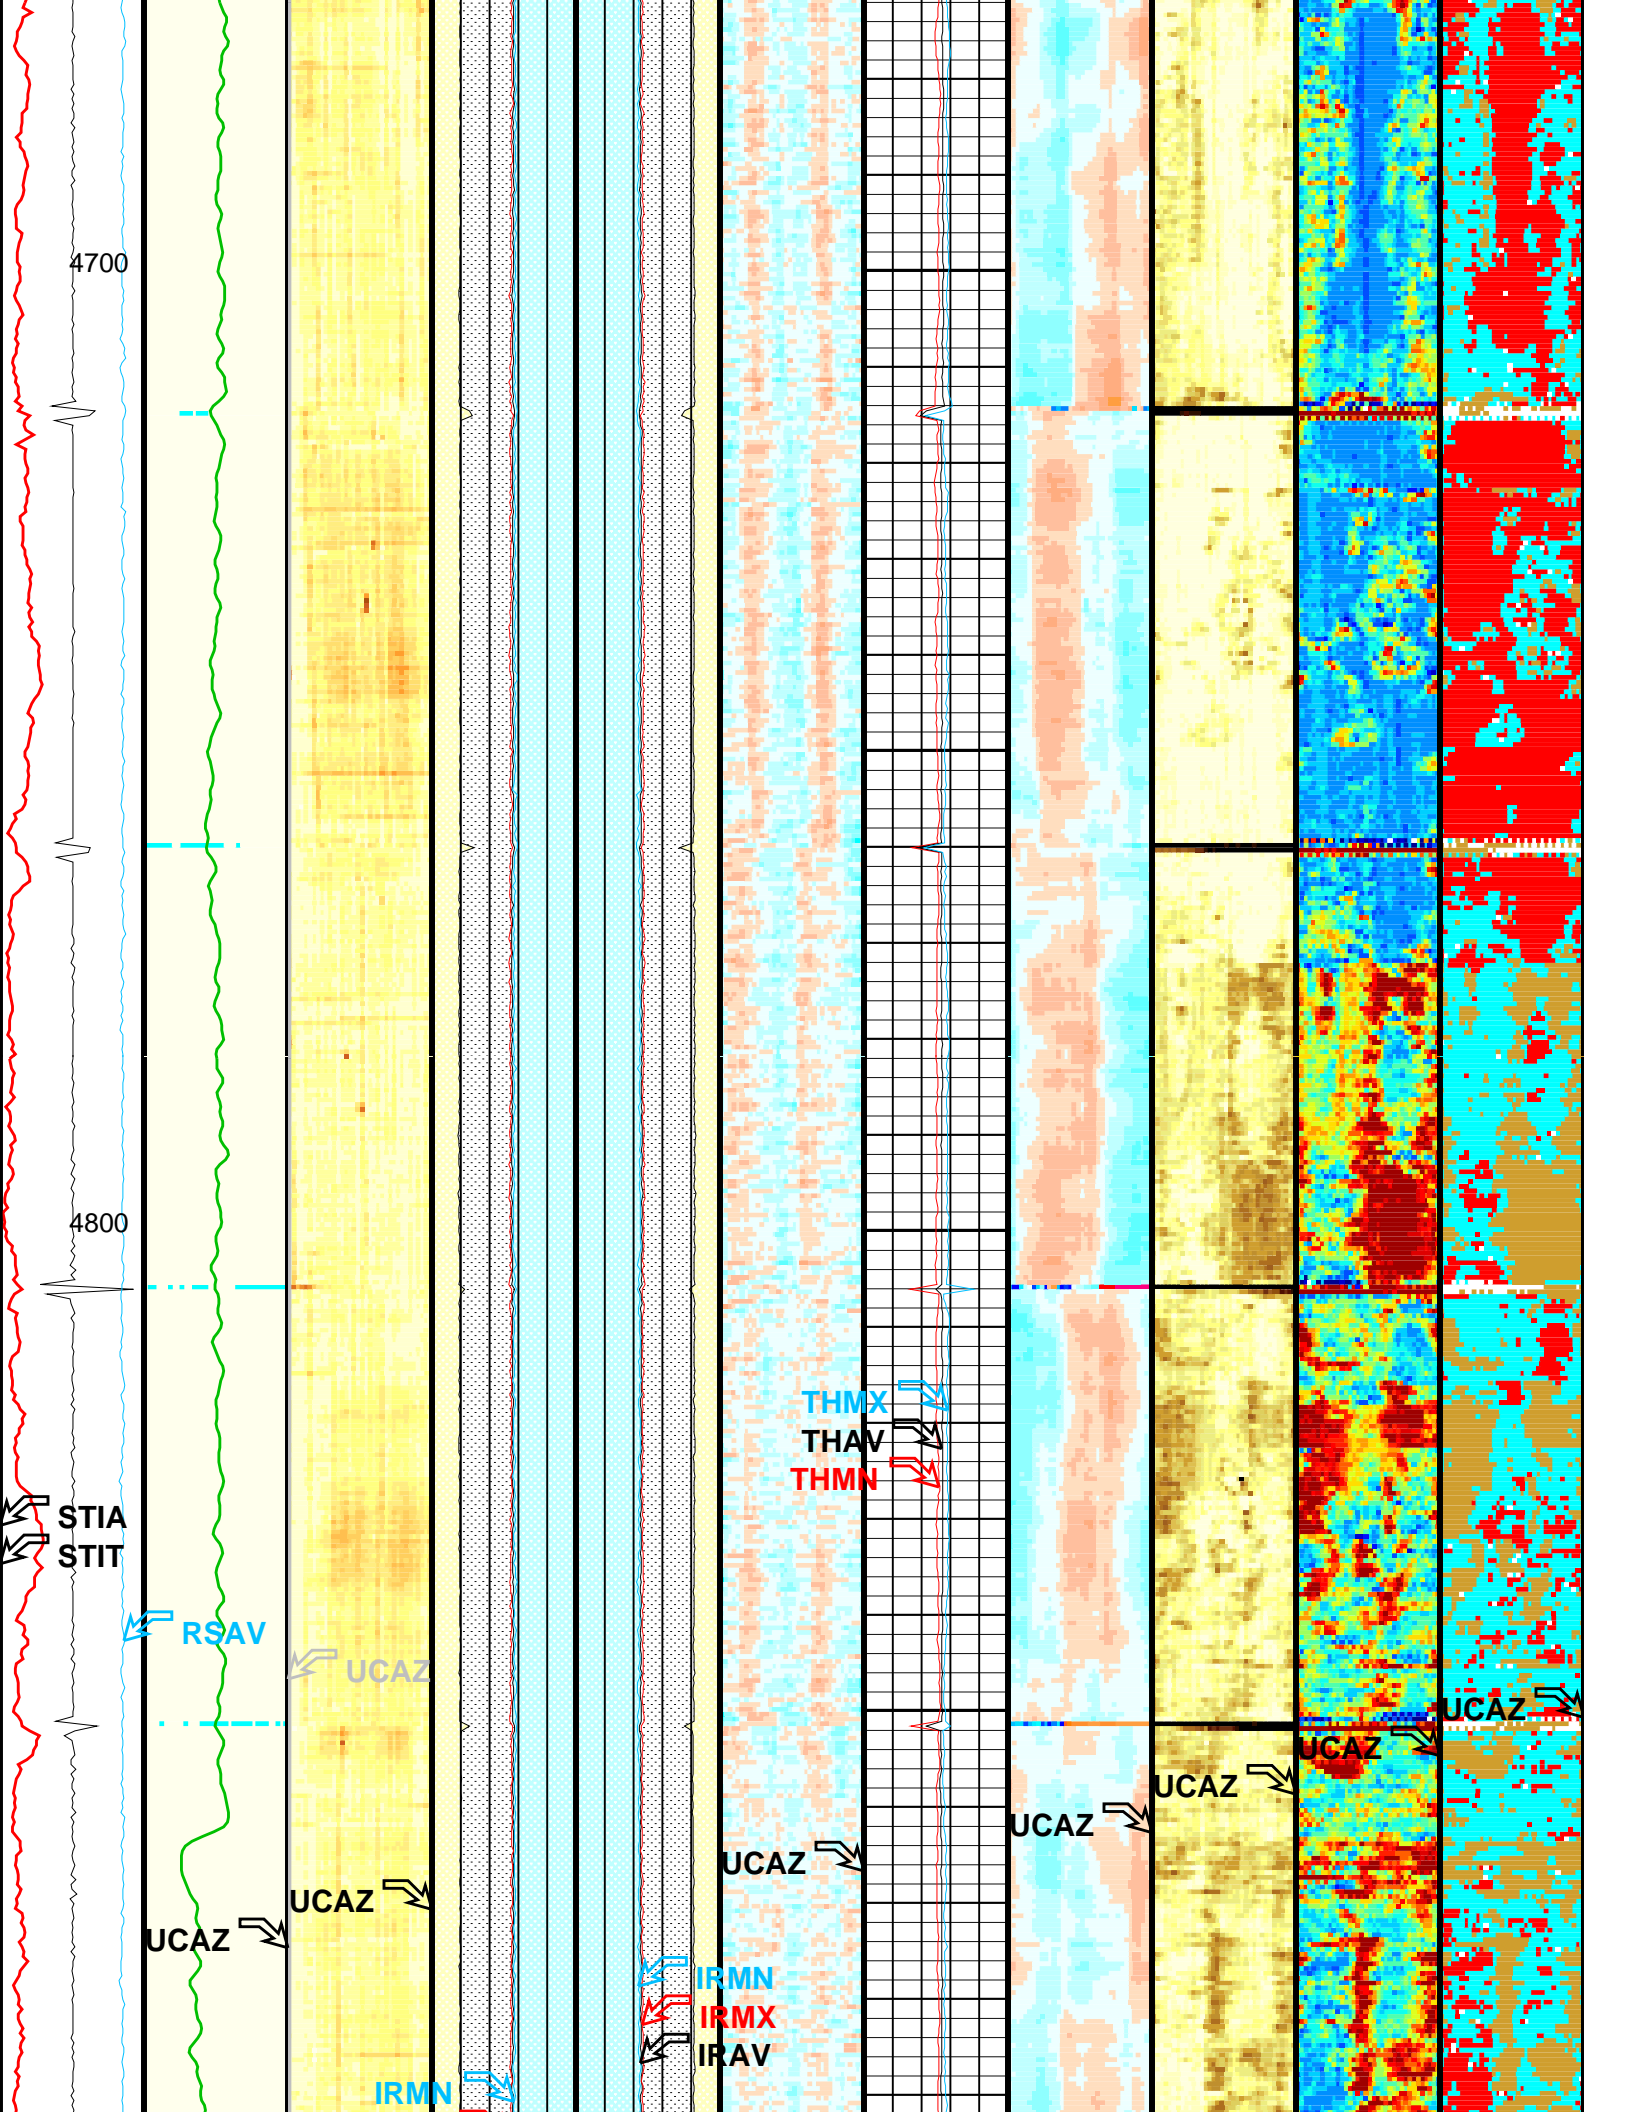 4700
4800
THMX
THAV
THMN
STIA
STIT
RSAV
UCAZ
UCAZ
UCAZ
UCAZ
UCAZ
UCAZ
UCAZ
UCAZ
IRMN
IRMX
IRAV
IRMN